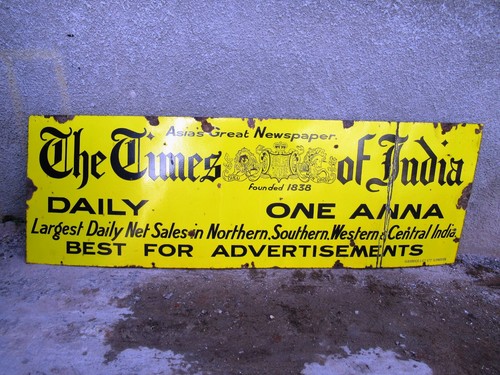 Asia's Great Newspaper.
The Times of India
Founded 1838
DAILY ONE ANNA
Largest Daily Net Sales in Northern, Southern, Western & Central India.
BEST FOR ADVERTISEMENTS